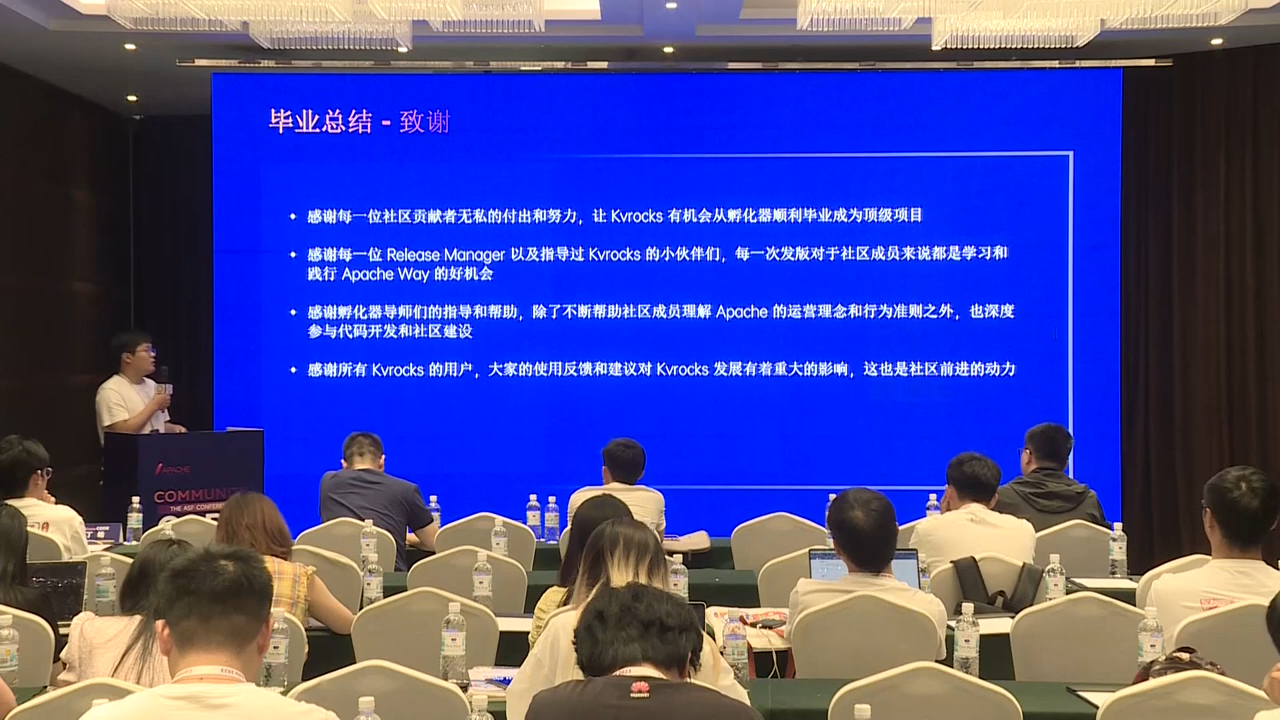 毕业总结 - 致谢
感谢每一位社区贡献者无私的付出和努力，让 Kvrocks 有机会从孵化器顺利毕业成为顶级项目
感谢每一位 Release Manager 以及指导过 Kvrocks 的小伙伴们，每一次发版对于社区成员来说都是学习和
践行 Apache Way 的好机会
感谢孵化器导师们的指导和帮助，除了不断帮助社区成员理解 Apache 的运营理念和行为准则之外，也深度
参与代码开发和社区建设
感谢所有 Kvrocks 的用户，大家的使用反馈和建议对 Kvrocks 发展有着重大的影响，这也是社区前进的动力
APACHE
THE ASF
HUAWEI